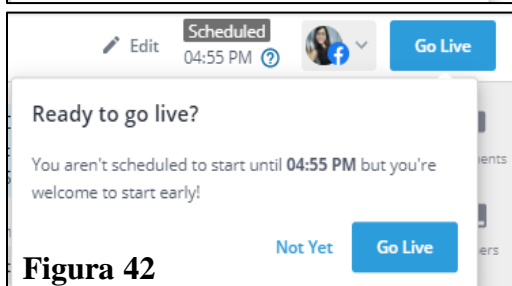 Edit
Scheduled
04:55 PM
Go Live
Ready to go live?
You aren't scheduled to start until 04:55 PM but you're
welcome to start early!
Not Yet
Go Live
Figura 42